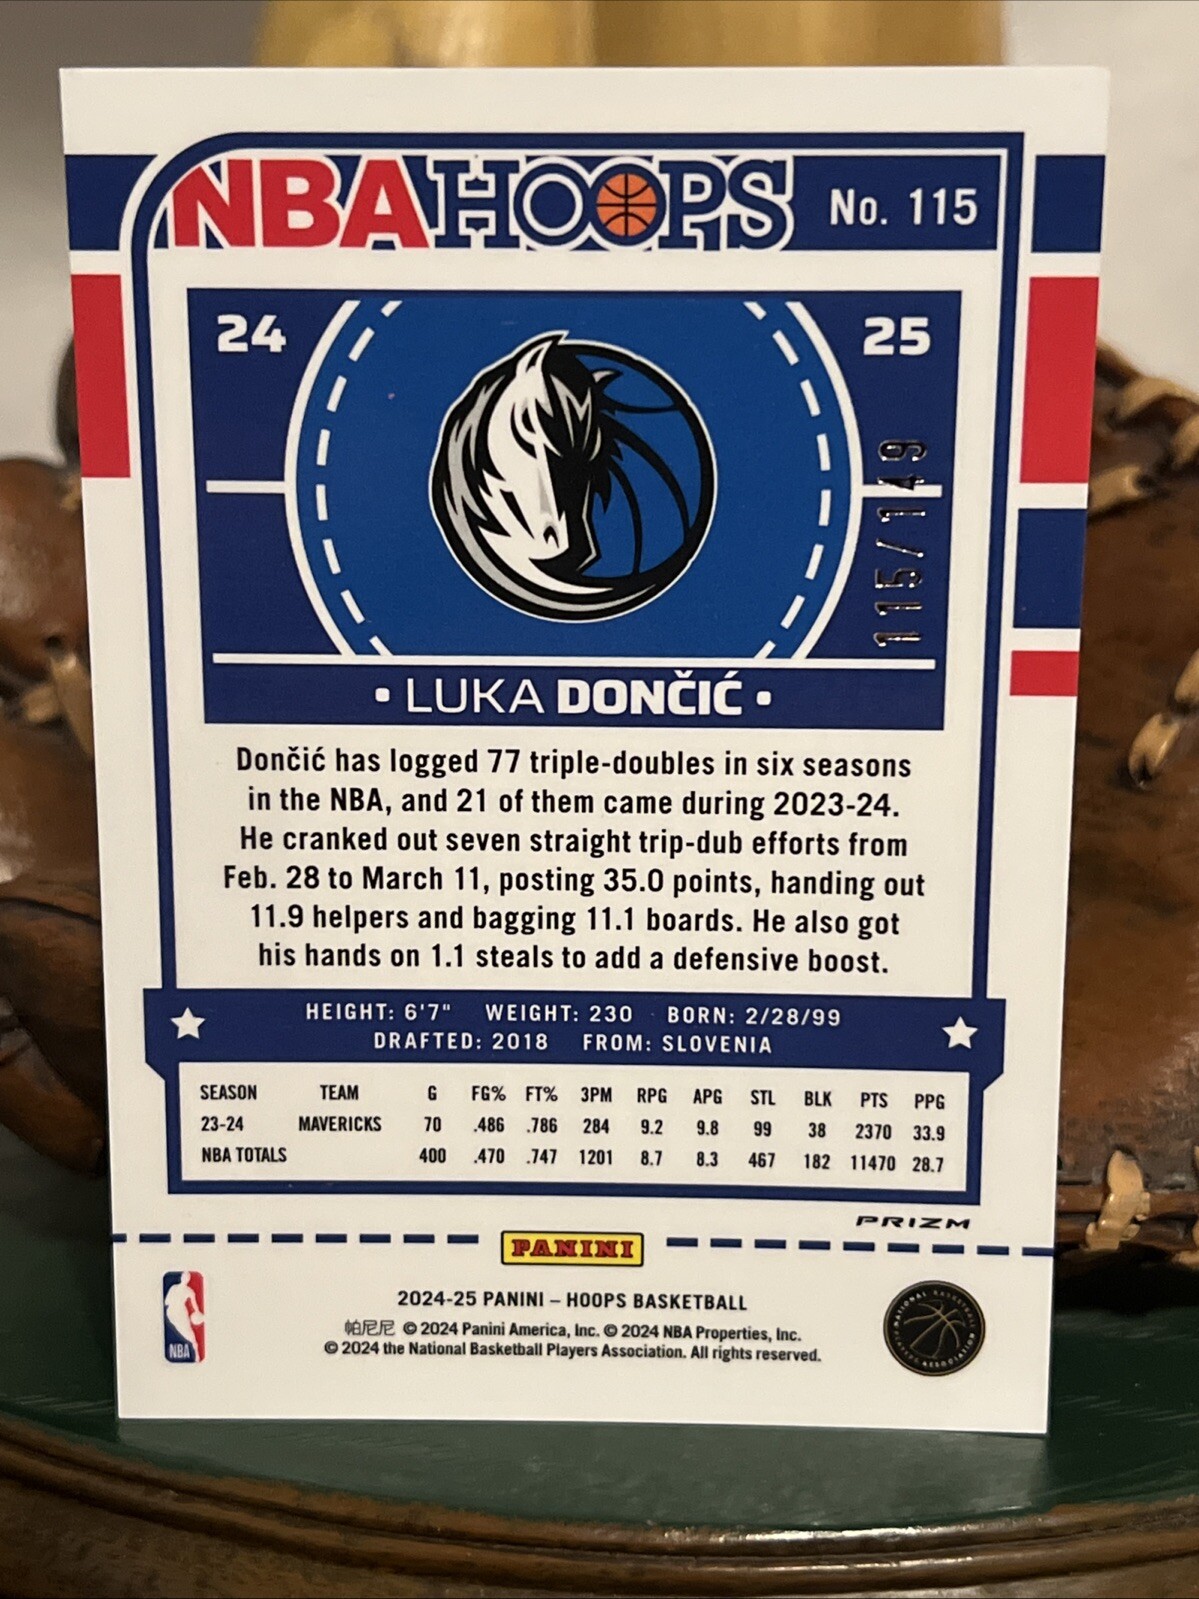 NBA HOOPS No. 115
24 25
115/149
• LUKA DONČIĆ •
Dončić has logged 77 triple-doubles in six seasons
in the NBA, and 21 of them came during 2023-24.
He cranked out seven straight trip-dub efforts from
Feb. 28 to March 11, posting 35.0 points, handing out
11.9 helpers and bagging 11.1 boards. He also got
his hands on 1.1 steals to add a defensive boost.
HEIGHT: 6'7" WEIGHT: 230 BORN: 2/28/99
DRAFTED: 2018 FROM: SLOVENIA
SEASON TEAM G FG% FT% 3PM RPG APG STL BLK PTS PPG
23-24 MAVERICKS 70 .486 .786 284 9.2 9.8 99 38 2370 33.9
NBA TOTALS 400 .470 .747 1201 8.7 8.3 467 182 11470 28.7
PRIZM
PANINI
2024-25 PANINI – HOOPS BASKETBALL
帕尼尼 © 2024 Panini America, Inc. © 2024 NBA Properties, Inc.
© 2024 the National Basketball Players Association. All rights reserved.
NBA
NATIONAL BASKETBALL PLAYERS ASSOCIATION